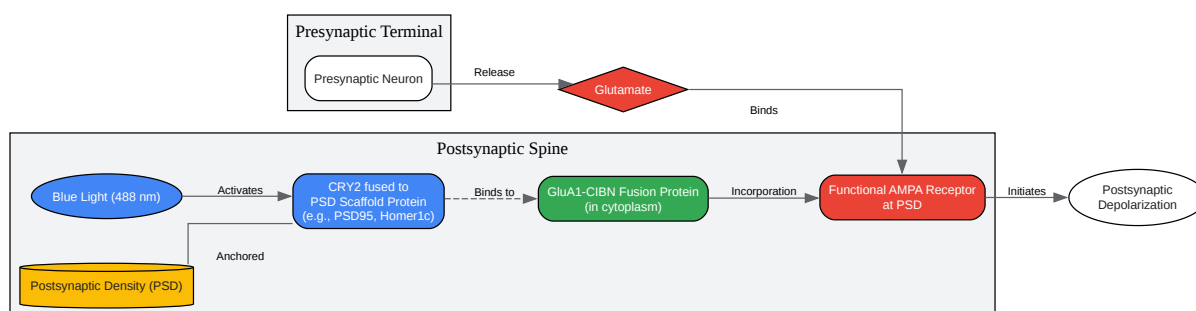 Presynaptic Terminal
Presynaptic Neuron
Release
Glutamate
Binds
Postsynaptic Spine
Blue Light (488 nm)
Activates
CRY2 fused to
PSD Scaffold Protein
(e.g., PSD95, Homer1c)
Binds to
GluA1-CIBN Fusion Protein
(in cytoplasm)
Incorporation
Functional AMPA Receptor
at PSD
Initiates
Postsynaptic
Depolarization
Anchored
Postsynaptic Density (PSD)